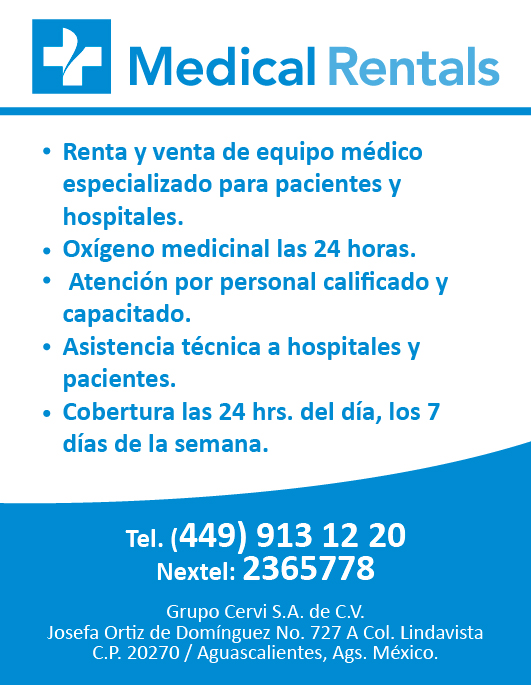 Medical Rentals
• Renta y venta de equipo médico
especializado para pacientes y
hospitales.
• Oxígeno medicinal las 24 horas.
• Atención por personal calificado y
capacitado.
• Asistencia técnica a hospitales y
pacientes.
• Cobertura las 24 hrs. del día, los 7
días de la semana.
Tel. (449) 913 12 20
Nextel: 2365778
Grupo Cervi S.A. de C.V.
Josefa Ortiz de Domínguez No. 727 A Col. Lindavista
C.P. 20270 / Aguascalientes, Ags. México.